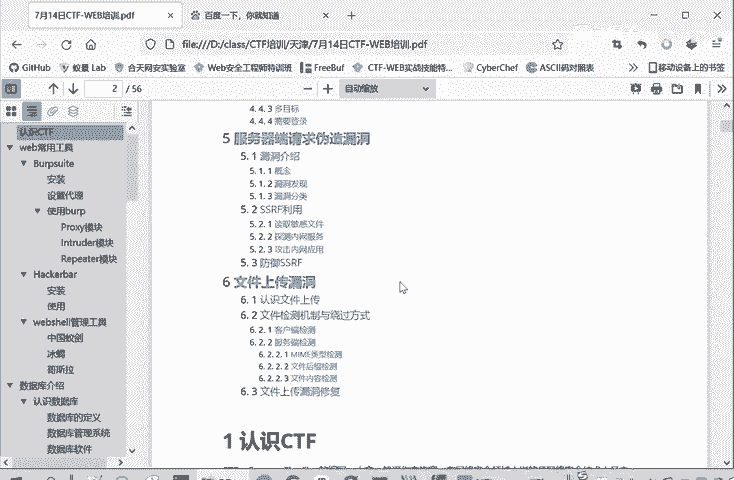 7月14日CTF-WEB培训.pdf
百度一下，你就知道
file:///D:/class/CTF培训/天津/7月14日CTF-WEB培训.pdf
GitHub
蚁景 Lab
合天网安实验室
Web安全工程师特训班
FreeBuf
CTF-WEB实战技能特...
CyberChef
ASCII码对照表
移动设备上的书签
2 / 56
自动缩放
认识CTF
web常用工具
Burpsuite
安装
设置代理
使用burp
Proxy模块
Intruder模块
Repeater模块
Hackerbar
安装
使用
webshell管理工具
中国蚁剑
冰蝎
哥斯拉
数据库介绍
认识数据库
数据库的定义
数据库管理系统
数据库软件
4. 4. 3 多目标
4. 4. 4 需要登录
5 服务器端请求伪造漏洞
5. 1 漏洞介绍
5. 1. 1 概念
5. 1. 2 漏洞发现
5. 1. 3 漏洞分类
5. 2 SSRF利用
5. 2. 1 读取敏感文件
5. 2. 2 探测内网服务
5. 2. 3 攻击内网应用
5. 3 防御SSRF
6 文件上传漏洞
6. 1 认识文件上传
6. 2 文件检测机制与绕过方式
6. 2. 1 客户端检测
6. 2. 2 服务端检测
6. 2. 2. 1 MIME类型检测
6. 2. 2. 2 文件后缀检测
6. 2. 2. 3 文件内容检测
6. 3 文件上传漏洞修复
1 认识CTF